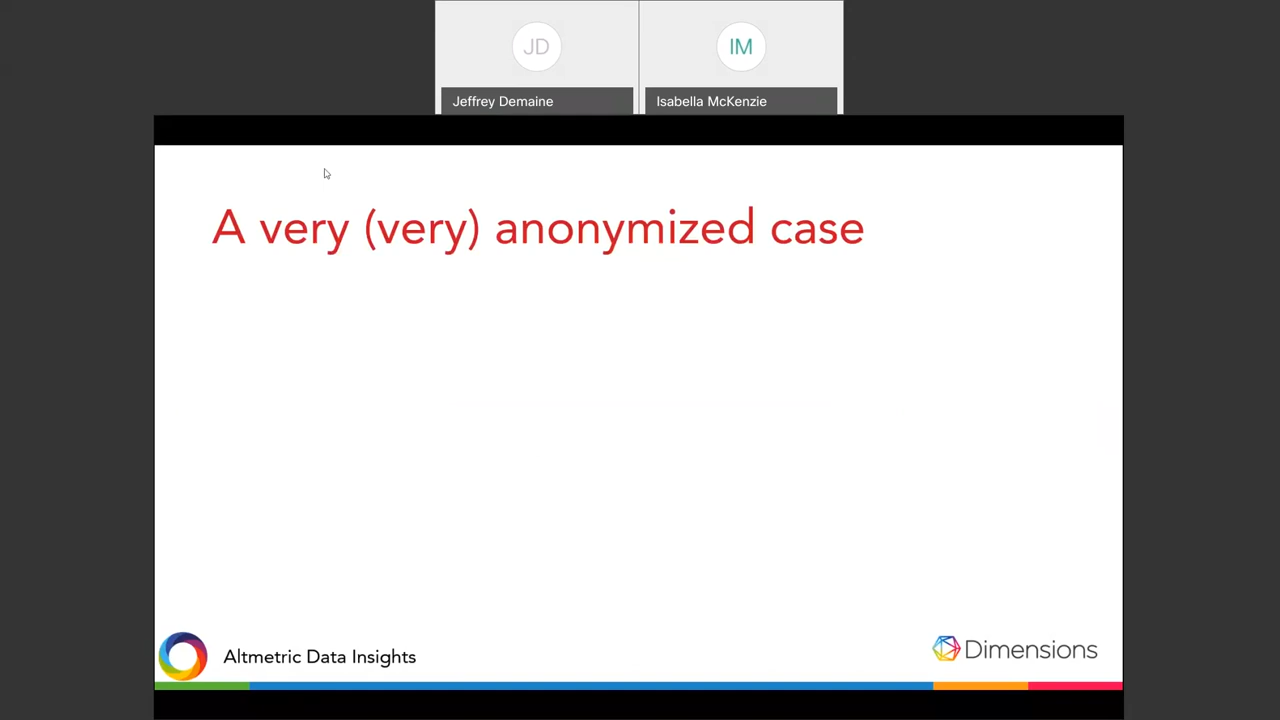 JD
IM
Jeffrey Demaine
Isabella McKenzie
A very (very) anonymized case
Altmetric Data Insights
Dimensions